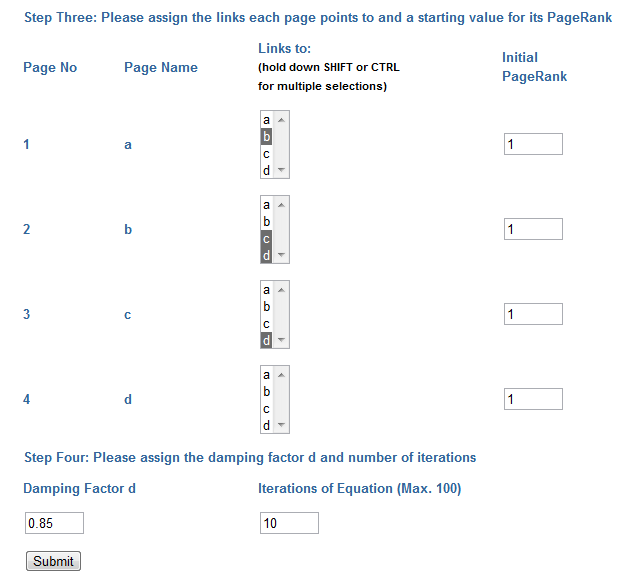 Step Three: Please assign the links each page points to and a starting value for its PageRank
Page No Page Name Links to: (hold down SHIFT or CTRL for multiple selections) Initial PageRank
1 a a b c d 1
2 b a b c d 1
3 c a b c d 1
4 d a b c d 1
Step Four: Please assign the damping factor d and number of iterations
Damping Factor d Iterations of Equation (Max. 100)
0.85 10
Submit